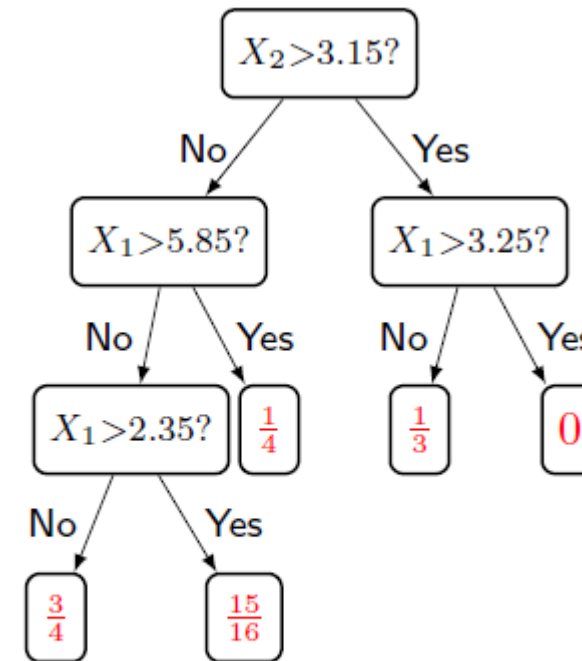 X₂>3.15?
No Yes
X₁>5.85? X₁>3.25?
No Yes No Yes
X₁>2.35? 1/4 1/3 0
No Yes
3/4 15/16